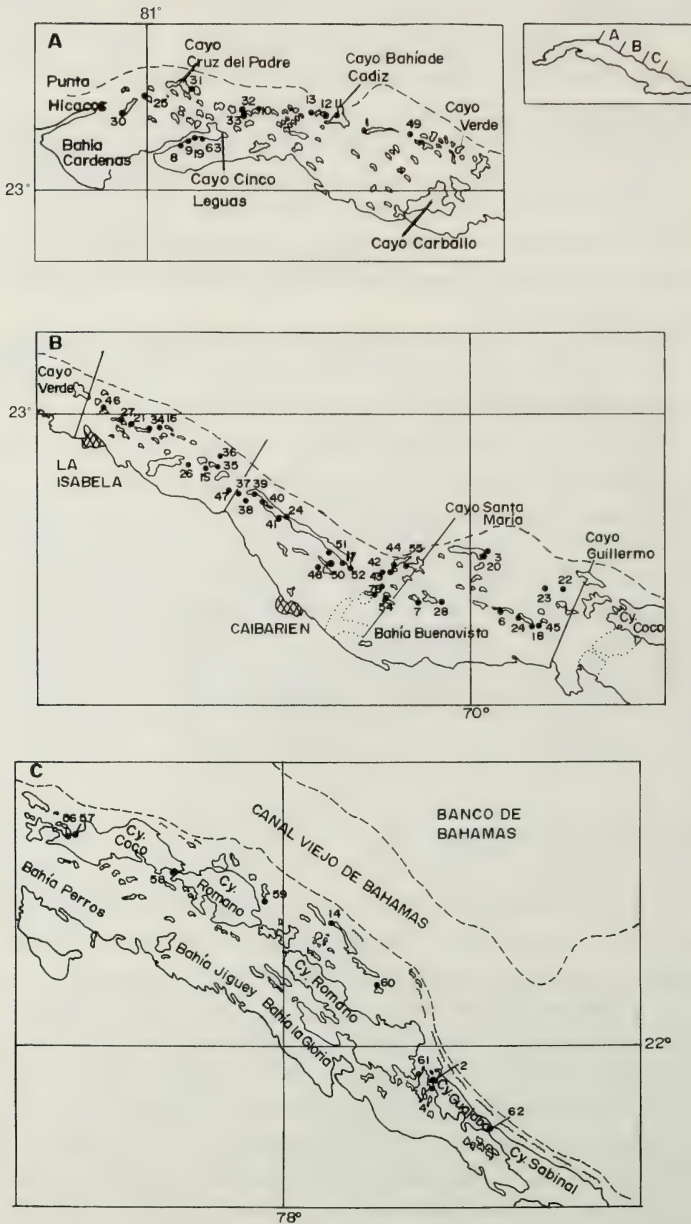 81°
A
Cayo
Cruz del Padre
Cayo Bahía de
Cadiz
A
B
C
Punta
Hicacos
25
31
32
10
13
12
11
Cayo
Verde
30
33
1
49
Bahía
Cardenas
8
9
19
63
23°
Cayo Cinco
Leguas
Cayo Carballo
B
Cayo
Verde
46
23°
27
21
34
16
LA
ISABELA
26
15
35
36
47
37
39
38
40
41
24
Cayo Santa
Maria
Cayo
Guillermo
51
17
44
55
42
43
3
20
48
50
52
23
22
54
7
28
6
24
18
45
CAIBARIEN
Bahía Buenavista
Cy.
Coco
70°
C
BANCO DE
BAHAMAS
CANAL VIEJO DE BAHAMAS
56
57
Cy.
Coco
58
Cy.
Romano
59
14
Bahía Perros
Cy. Romano
60
Bahía Jiguey
Bahía la Gloria
22°
61
2
4
Cy Guajaba
62
Cy. Sabinal
78°